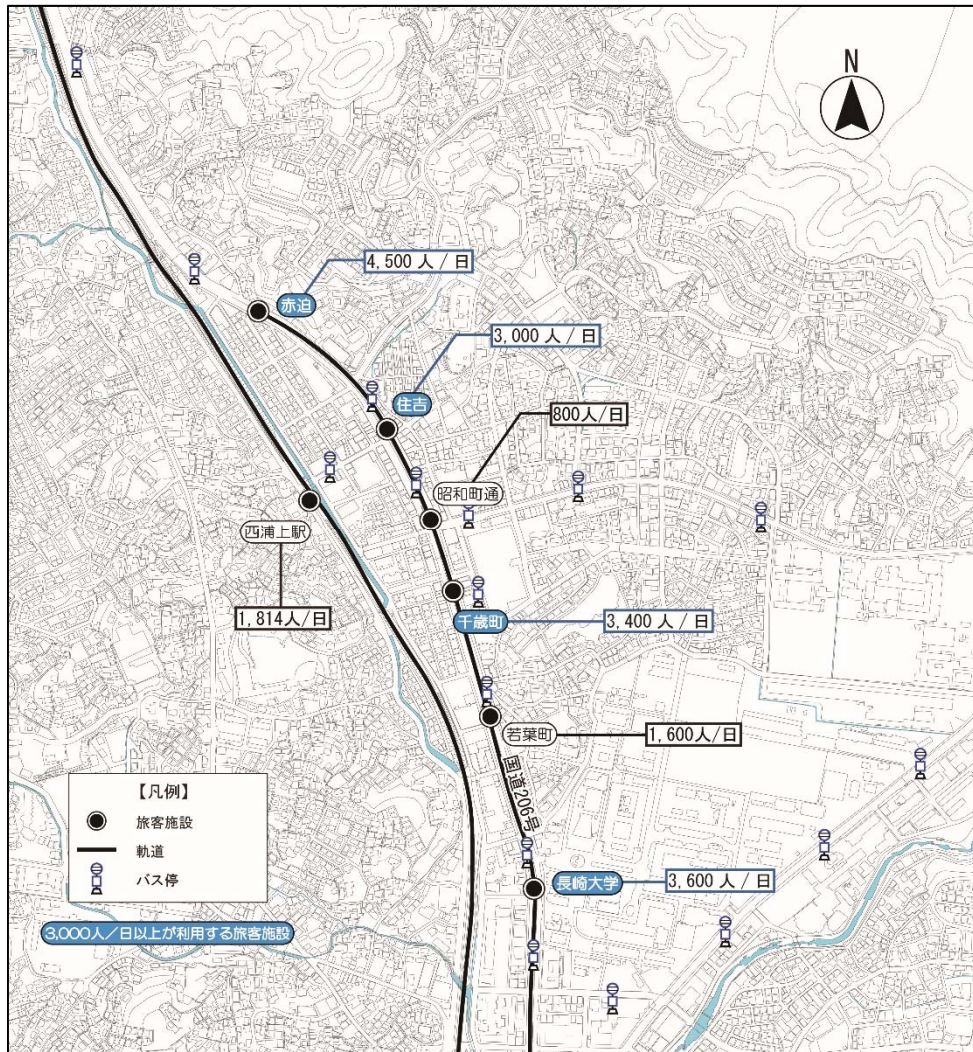 N
4,500 人 / 日
赤迫
3,000 人 / 日
住吉
800人/日
昭和町通
西浦上駅
1,814人/日
千歳町
3,400 人 / 日
若葉町
1,600人/日
国道206号
長崎大学
3,600 人 / 日
【凡例】
旅客施設
軌道
バス停
3,000人/日以上が利用する旅客施設